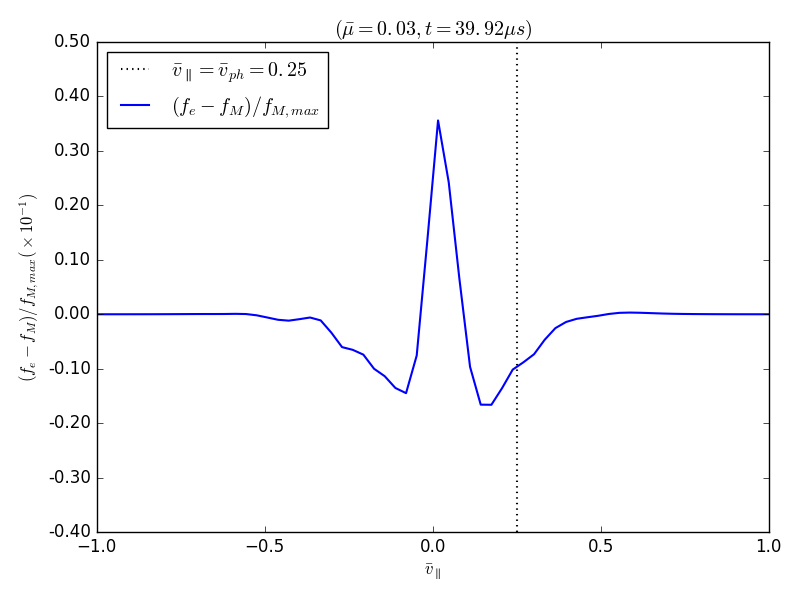 (μ̄ = 0.03, t = 39.92μs)
v̄∥ = v̄ph = 0.25
(fe − fM)/fM,max
0.50
0.40
0.30
0.20
0.10
0.00
-0.10
-0.20
-0.30
-0.40
(fe − fM)/fM,max(×10⁻¹)
−1.0 −0.5 0.0 0.5 1.0
v̄∥